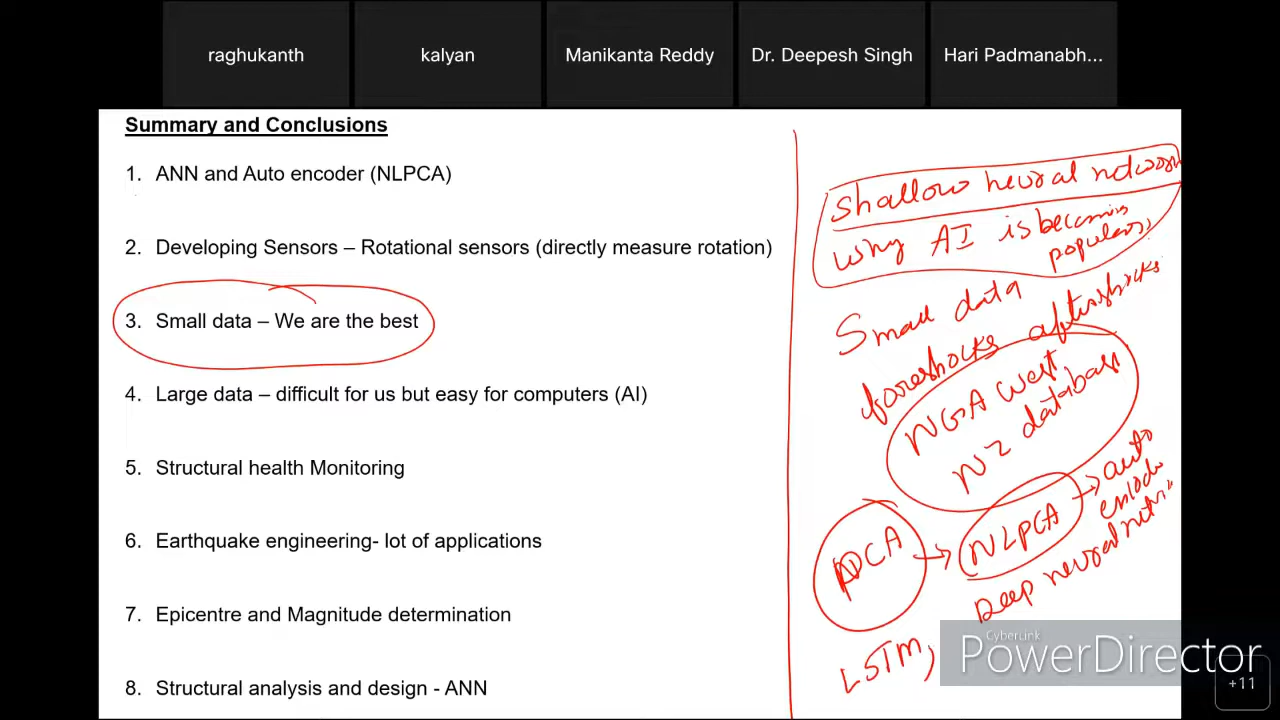 raghukanth
kalyan
Manikanta Reddy
Dr. Deepesh Singh
Hari Padmanabh...
Summary and Conclusions
1. ANN and Auto encoder (NLPCA)
2. Developing Sensors – Rotational sensors (directly measure rotation)
3. Small data – We are the best
4. Large data – difficult for us but easy for computers (AI)
5. Structural health Monitoring
6. Earthquake engineering- lot of applications
7. Epicentre and Magnitude determination
8. Structural analysis and design - ANN
Shallow neural network
why AI is becoming
popular,
Small data
foreshocks aftershocks
NGA West
NZ database
PCA → NLPCA → auto
Deep neural
LSTM,
CyberLink
PowerDirector
+11